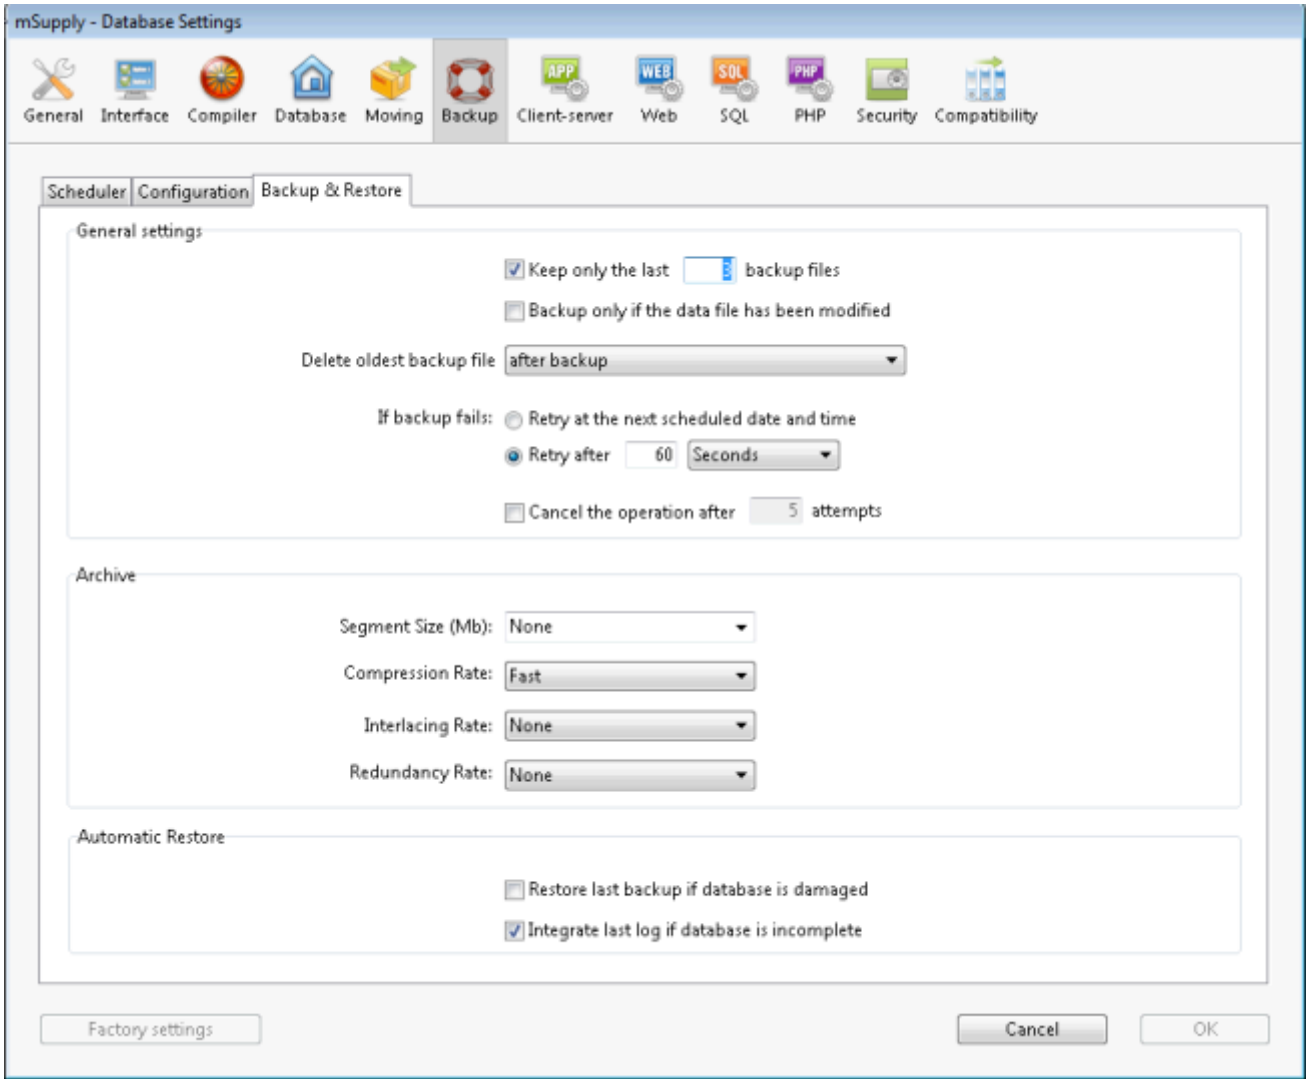 mSupply - Database Settings
APP WEB SQL PHP
General Interface Compiler Database Moving Backup Client-server Web SQL PHP Security Compatibility
Scheduler Configuration Backup & Restore
General settings
Keep only the last 3 backup files
Backup only if the data file has been modified
Delete oldest backup file after backup
If backup fails: Retry at the next scheduled date and time
Retry after 60 Seconds
Cancel the operation after 5 attempts
Archive
Segment Size (Mb): None
Compression Rate: Fast
Interlacing Rate: None
Redundancy Rate: None
Automatic Restore
Restore last backup if database is damaged
Integrate last log if database is incomplete
Factory settings Cancel OK